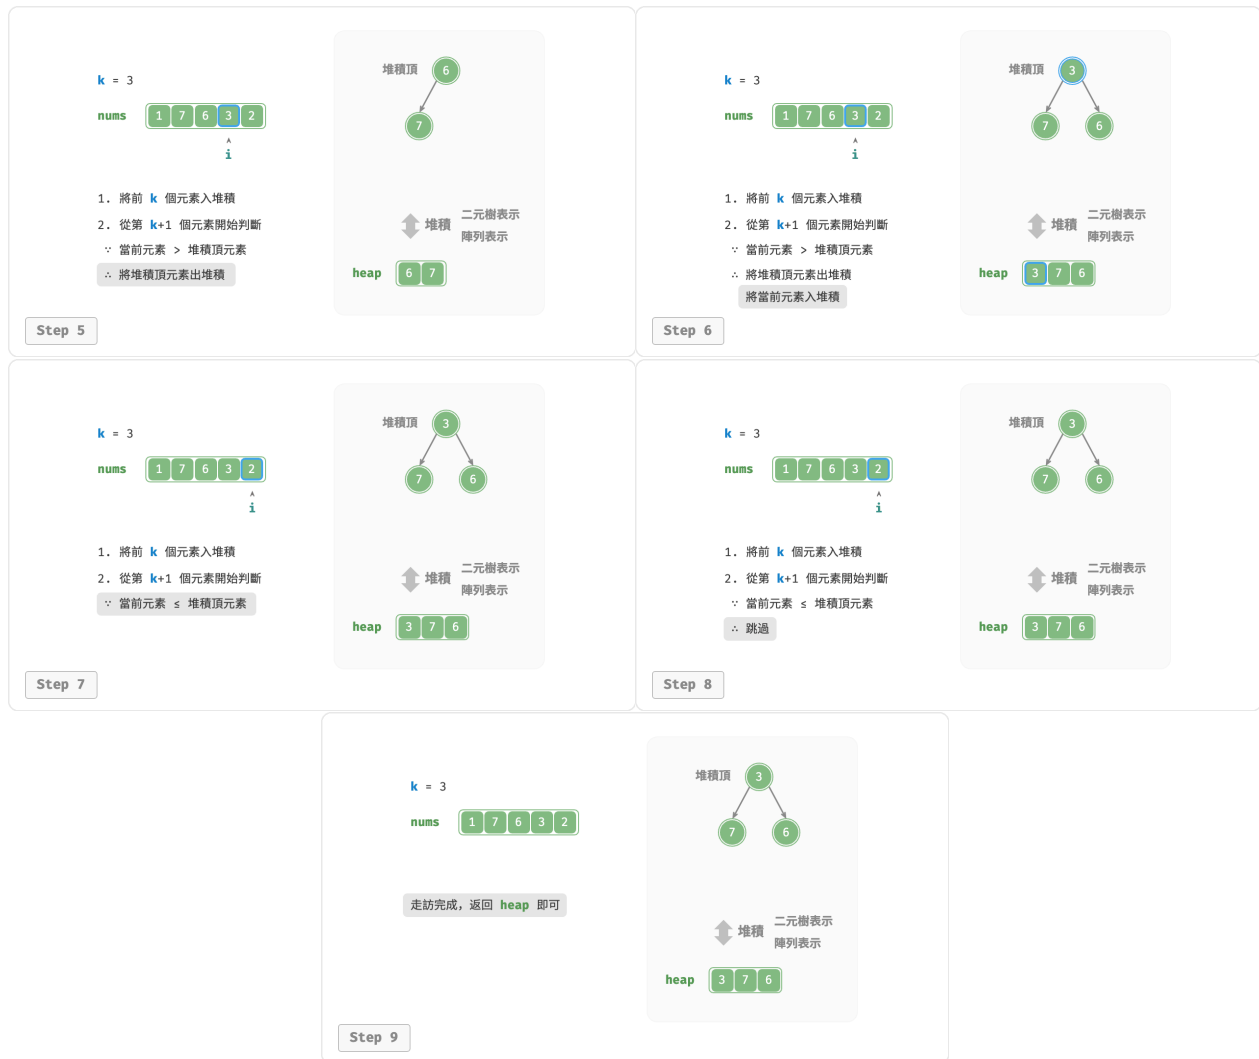 k = 3
nums 1 7 6 3 2
i
1. 將前 k 個元素入堆積
2. 從第 k+1 個元素開始判斷
∵ 當前元素 > 堆積頂元素
∴ 將堆積頂元素出堆積
堆積頂 6
7
堆積 二元樹表示
陣列表示
heap 6 7
Step 5
k = 3
nums 1 7 6 3 2
i
1. 將前 k 個元素入堆積
2. 從第 k+1 個元素開始判斷
∵ 當前元素 > 堆積頂元素
∴ 將堆積頂元素出堆積
將當前元素入堆積
堆積頂 3
7 6
堆積 二元樹表示
陣列表示
heap 3 7 6
Step 6
k = 3
nums 1 7 6 3 2
i
1. 將前 k 個元素入堆積
2. 從第 k+1 個元素開始判斷
∵ 當前元素 ≤ 堆積頂元素
堆積頂 3
7 6
堆積 二元樹表示
陣列表示
heap 3 7 6
Step 7
k = 3
nums 1 7 6 3 2
i
1. 將前 k 個元素入堆積
2. 從第 k+1 個元素開始判斷
∵ 當前元素 ≤ 堆積頂元素
∴ 跳過
堆積頂 3
7 6
堆積 二元樹表示
陣列表示
heap 3 7 6
Step 8
k = 3
nums 1 7 6 3 2
走訪完成，返回 heap 即可
堆積頂 3
7 6
堆積 二元樹表示
陣列表示
heap 3 7 6
Step 9